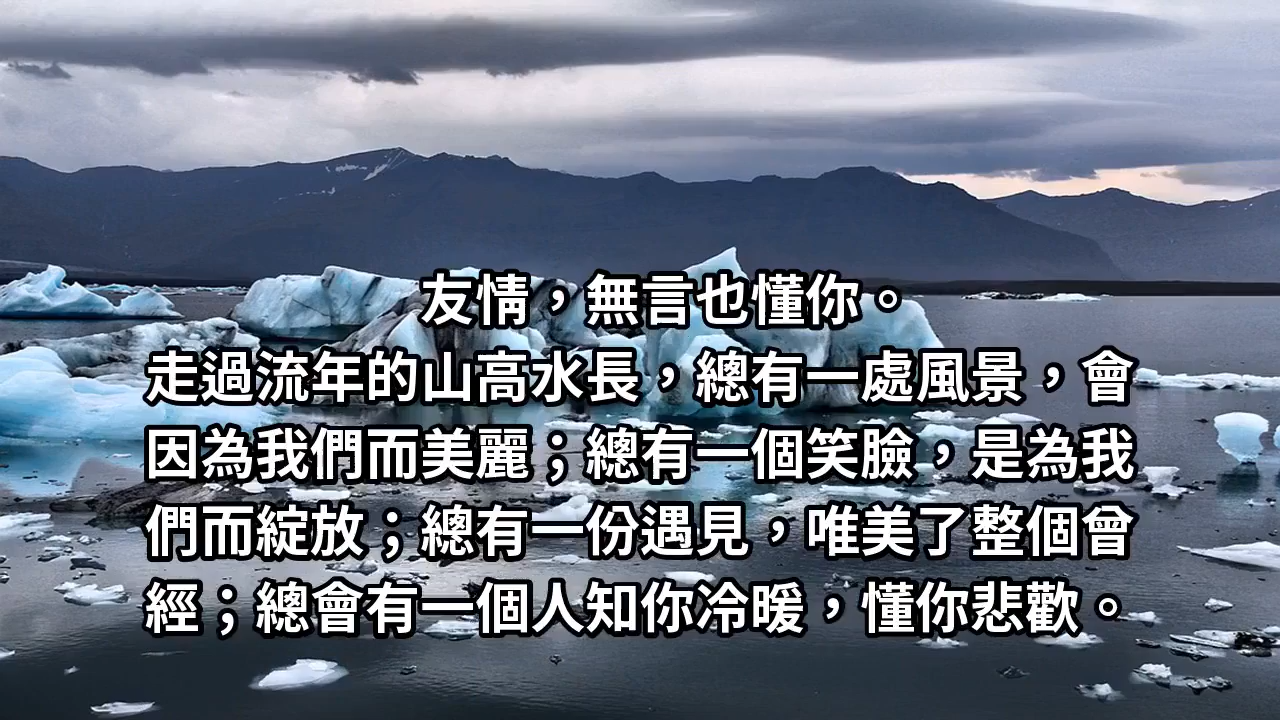 友情，無言也懂你。
走過流年的山高水長，總有一處風景，會
因為我們而美麗；總有一個笑臉，是為我
們而綻放；總有一份遇見，唯美了整個曾
經；總會有一個人知你冷暖，懂你悲歡。